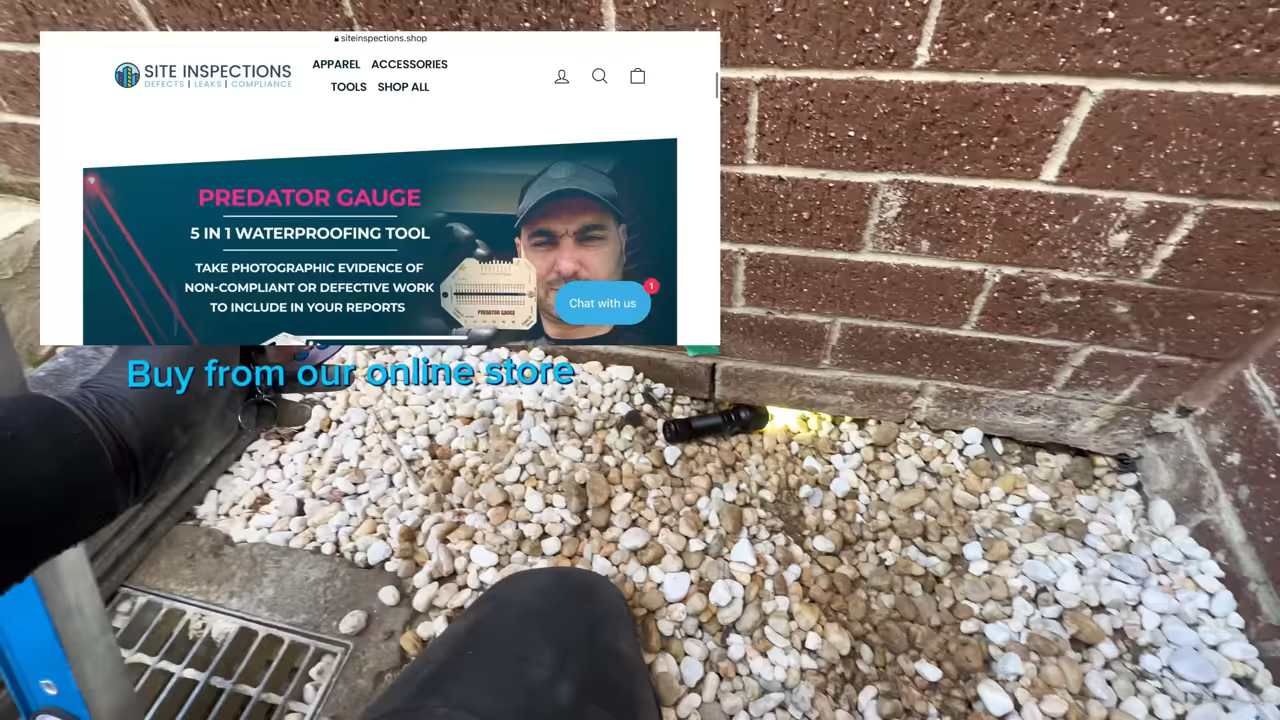 siteinspections.shop
SITE INSPECTIONS
DEFECTS | LEAKS | COMPLIANCE
APPAREL ACCESSORIES
TOOLS SHOP ALL
PREDATOR GAUGE
5 IN 1 WATERPROOFING TOOL
TAKE PHOTOGRAPHIC EVIDENCE OF
NON-COMPLIANT OR DEFECTIVE WORK
TO INCLUDE IN YOUR REPORTS
PREDATOR GAUGE
1
Chat with us
Buy from our online store